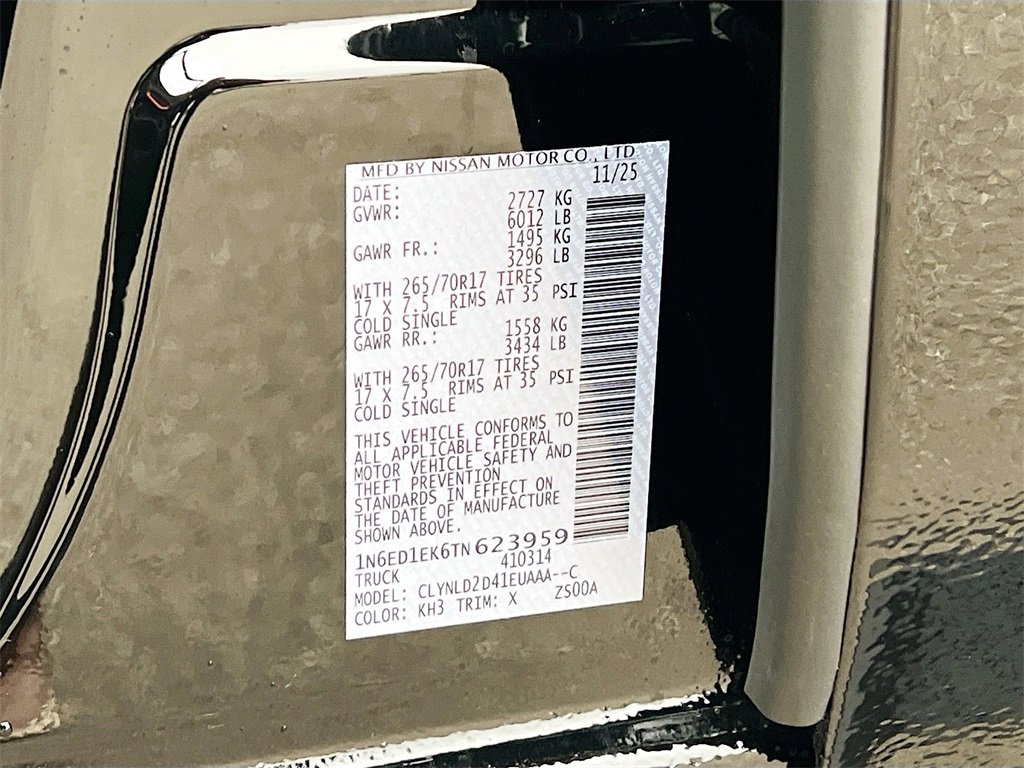 MFD BY NISSAN MOTOR CO., LTD
DATE: 11/25
GVWR: 2727 KG
6012 LB
GAWR FR.: 1495 KG
3296 LB
WITH 265/70R17 TIRES
17 X 7.5 RIMS AT 35 PSI
COLD SINGLE
GAWR RR.: 1558 KG
3434 LB
WITH 265/70R17 TIRES
17 X 7.5 RIMS AT 35 PSI
COLD SINGLE
THIS VEHICLE CONFORMS TO
ALL APPLICABLE FEDERAL
MOTOR VEHICLE SAFETY AND
THEFT PREVENTION
STANDARDS IN EFFECT ON
THE DATE OF MANUFACTURE
SHOWN ABOVE.
1N6ED1EK6TN623959
TRUCK 410314
MODEL: CLYNLD2D41EUAAA--C
COLOR: KH3 TRIM: X ZS00A